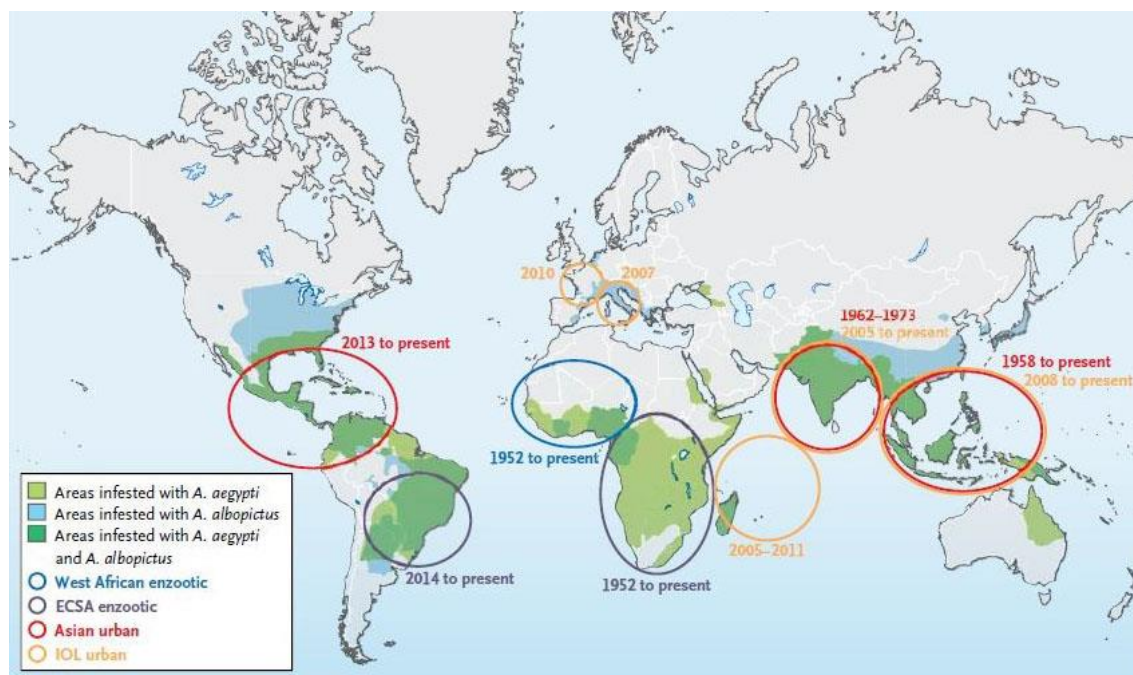 2010
2007
1962–1973
2005 to present
2013 to present
1958 to present
2008 to present
1952 to present
2005–2011
2014 to present
1952 to present
Areas infested with A. aegypti
Areas infested with A. albopictus
Areas infested with A. aegypti
and A. albopictus
West African enzootic
ECSA enzootic
Asian urban
IOL urban